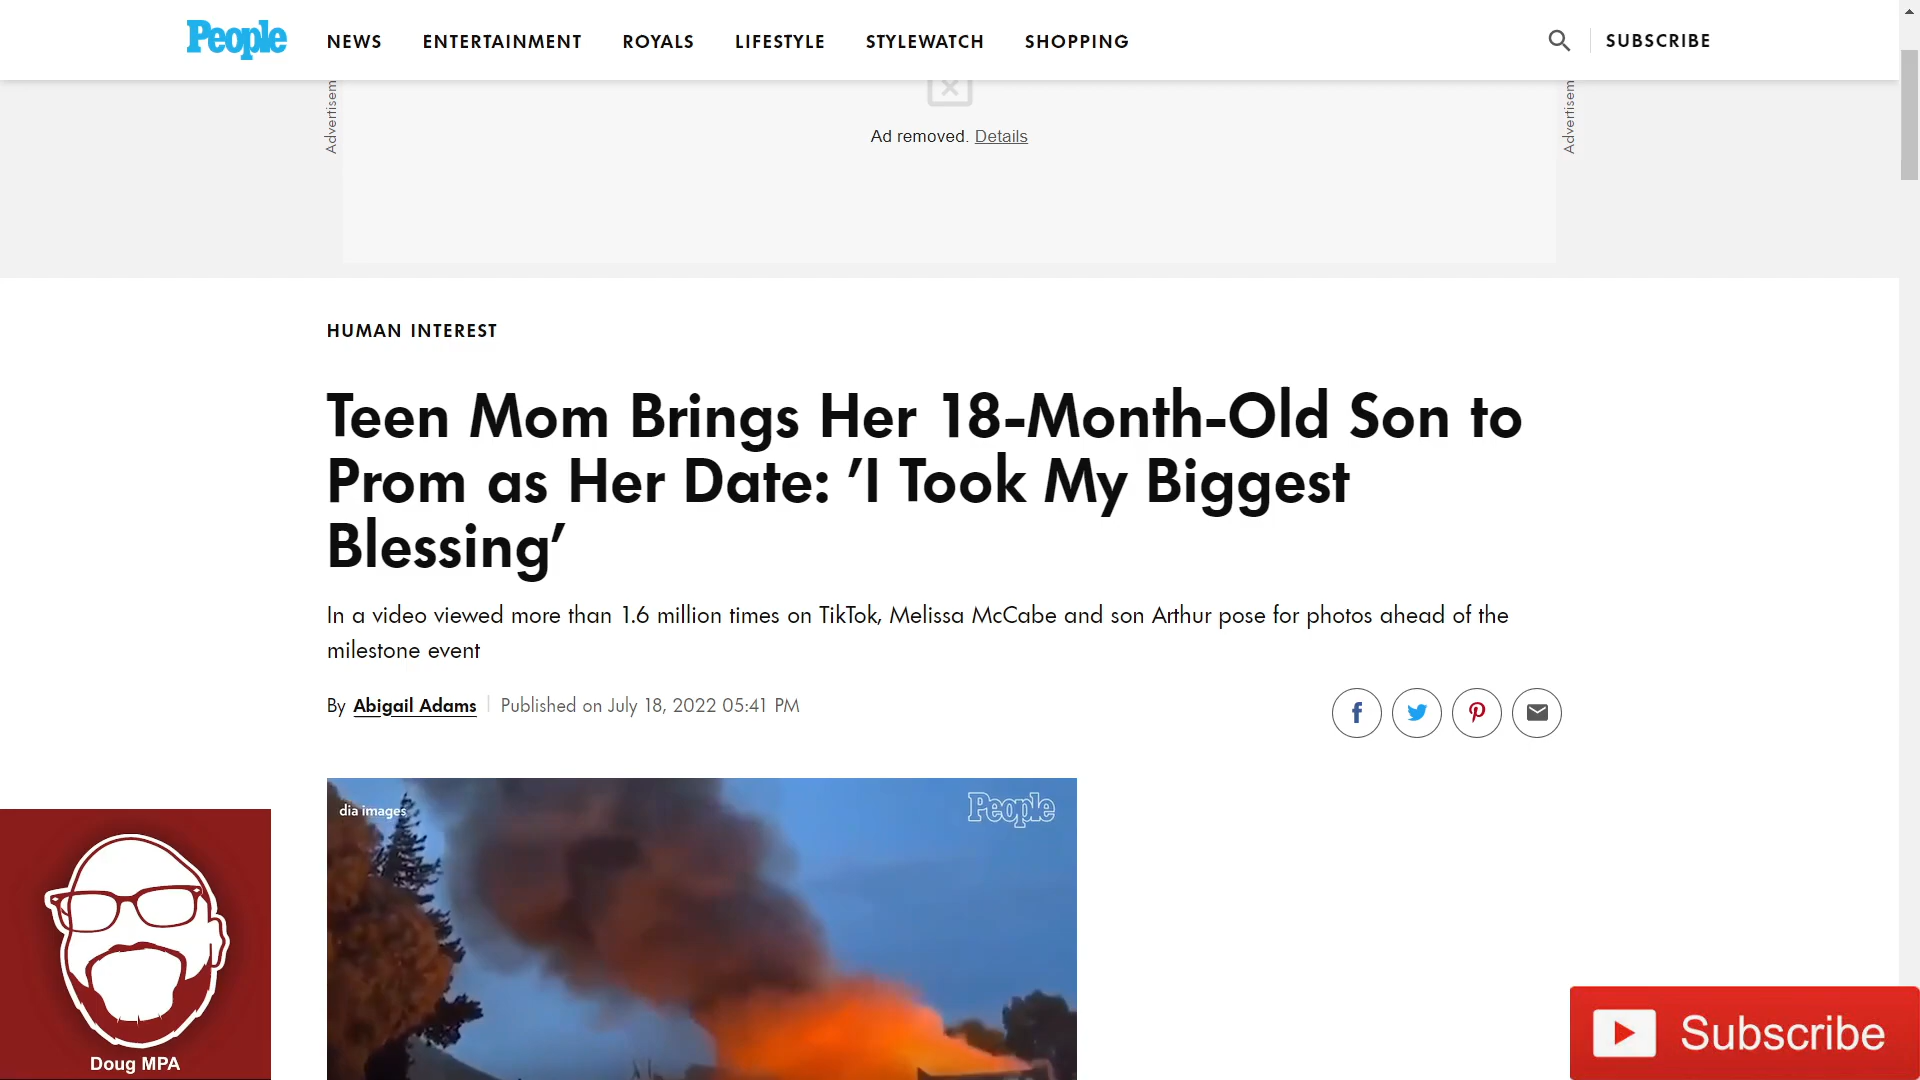 People
NEWS
ENTERTAINMENT
ROYALS
LIFESTYLE
STYLEWATCH
SHOPPING
SUBSCRIBE
Advertisem
Ad removed. Details
Advertisem
HUMAN INTEREST
Teen Mom Brings Her 18-Month-Old Son to
Prom as Her Date: 'I Took My Biggest
Blessing'
In a video viewed more than 1.6 million times on TikTok, Melissa McCabe and son Arthur pose for photos ahead of the
milestone event
By Abigail Adams
Published on July 18, 2022 05:41 PM
dia images
People
Doug MPA
Subscribe